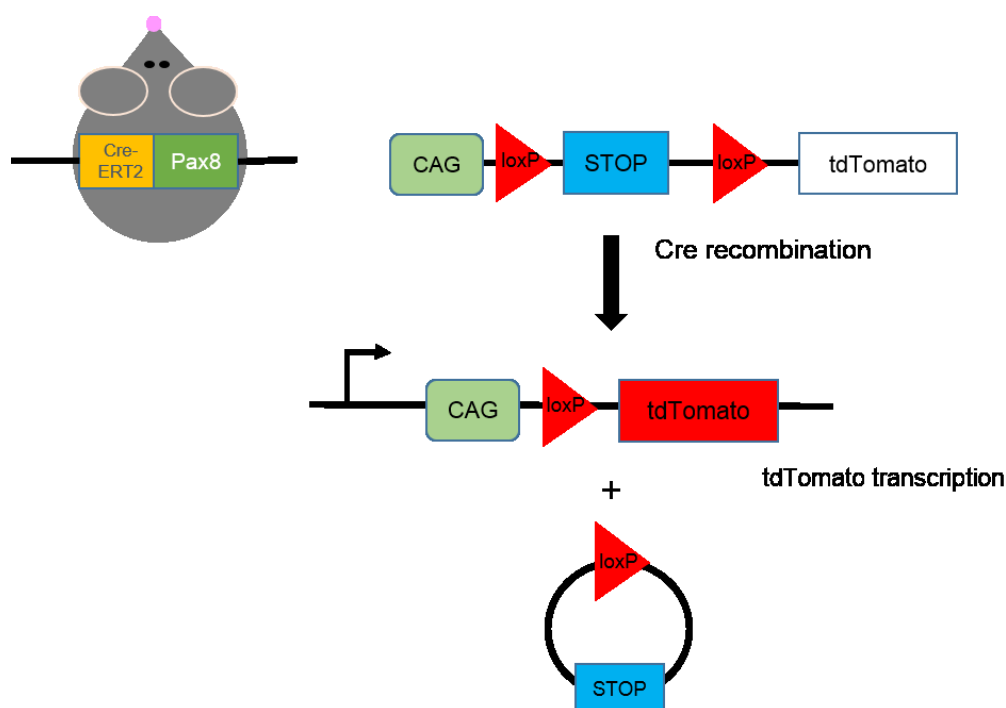 Cre-
ERT2
Pax8
CAG
loxP
STOP
loxP
tdTomato
Cre recombination
CAG
loxP
tdTomato
tdTomato transcription
+
loxP
STOP